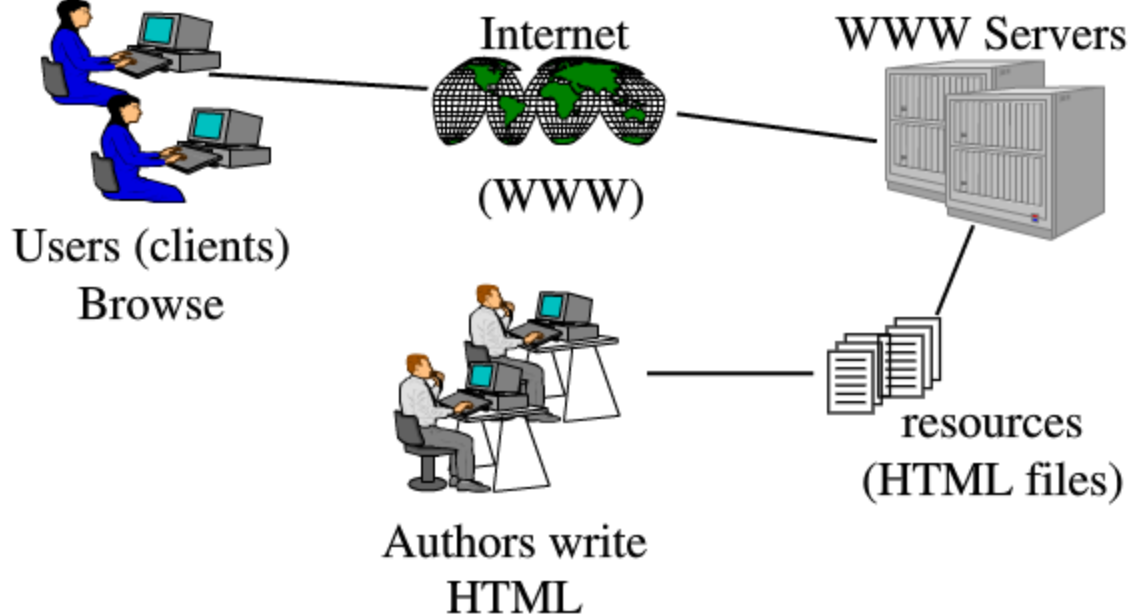 Internet
WWW Servers
(WWW)
Users (clients)
Browse
resources
(HTML files)
Authors write
HTML